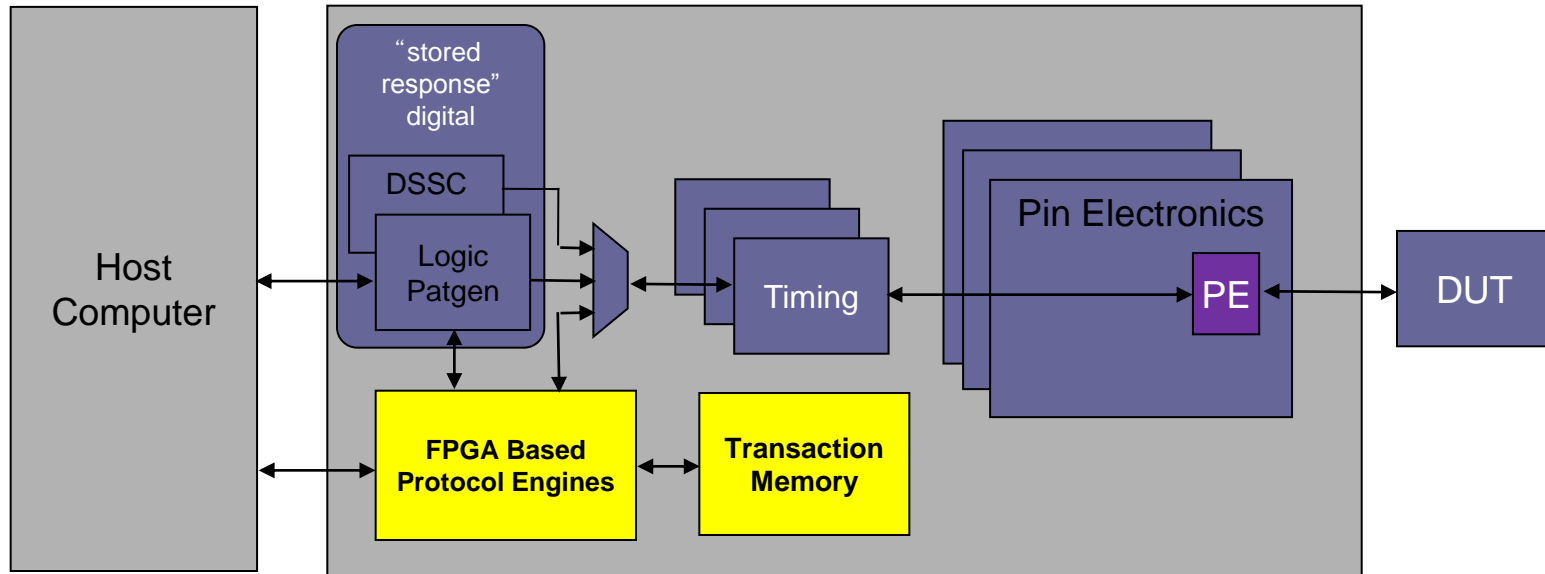 Host
Computer
“stored
response”
digital
DSSC
Logic
Patgen
Timing
Pin Electronics
PE
DUT
FPGA Based
Protocol Engines
Transaction
Memory